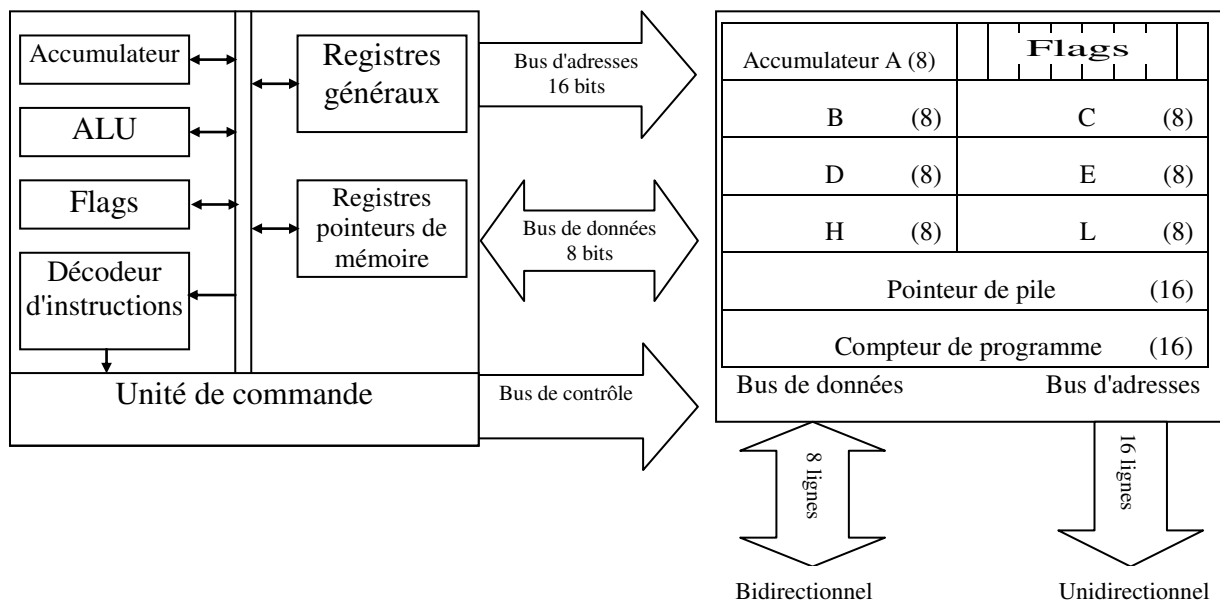 Accumulateur
ALU
Flags
Décodeur
d'instructions
Registres
généraux
Registres
pointeurs de
mémoire
Unité de commande
Bus d'adresses
16 bits
Bus de données
8 bits
Bus de contrôle
Accumulateur A (8)
Flags
B (8)
C (8)
D (8)
E (8)
H (8)
L (8)
Pointeur de pile (16)
Compteur de programme (16)
Bus de données
Bus d'adresses
8 lignes
16 lignes
Bidirectionnel
Unidirectionnel